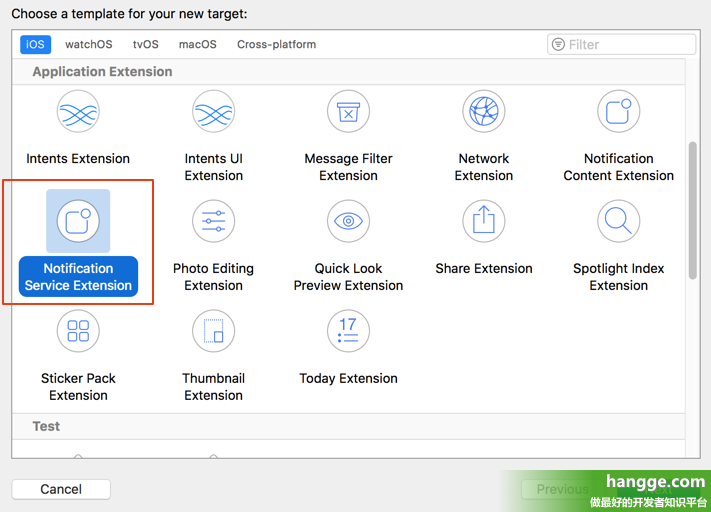 Choose a template for your new target:
iOS watchOS tvOS macOS Cross-platform Filter
Application Extension
Intents Extension
Intents UI
Extension
Message Filter
Extension
Network
Extension
Notification
Content Extension
Notification
Service Extension
Photo Editing
Extension
Quick Look
Preview Extension
Share Extension
Spotlight Index
Extension
Sticker Pack
Extension
Thumbnail
Extension
17
Today Extension
Test
Cancel Previous
hangge.com
做最好的开发者知识平台